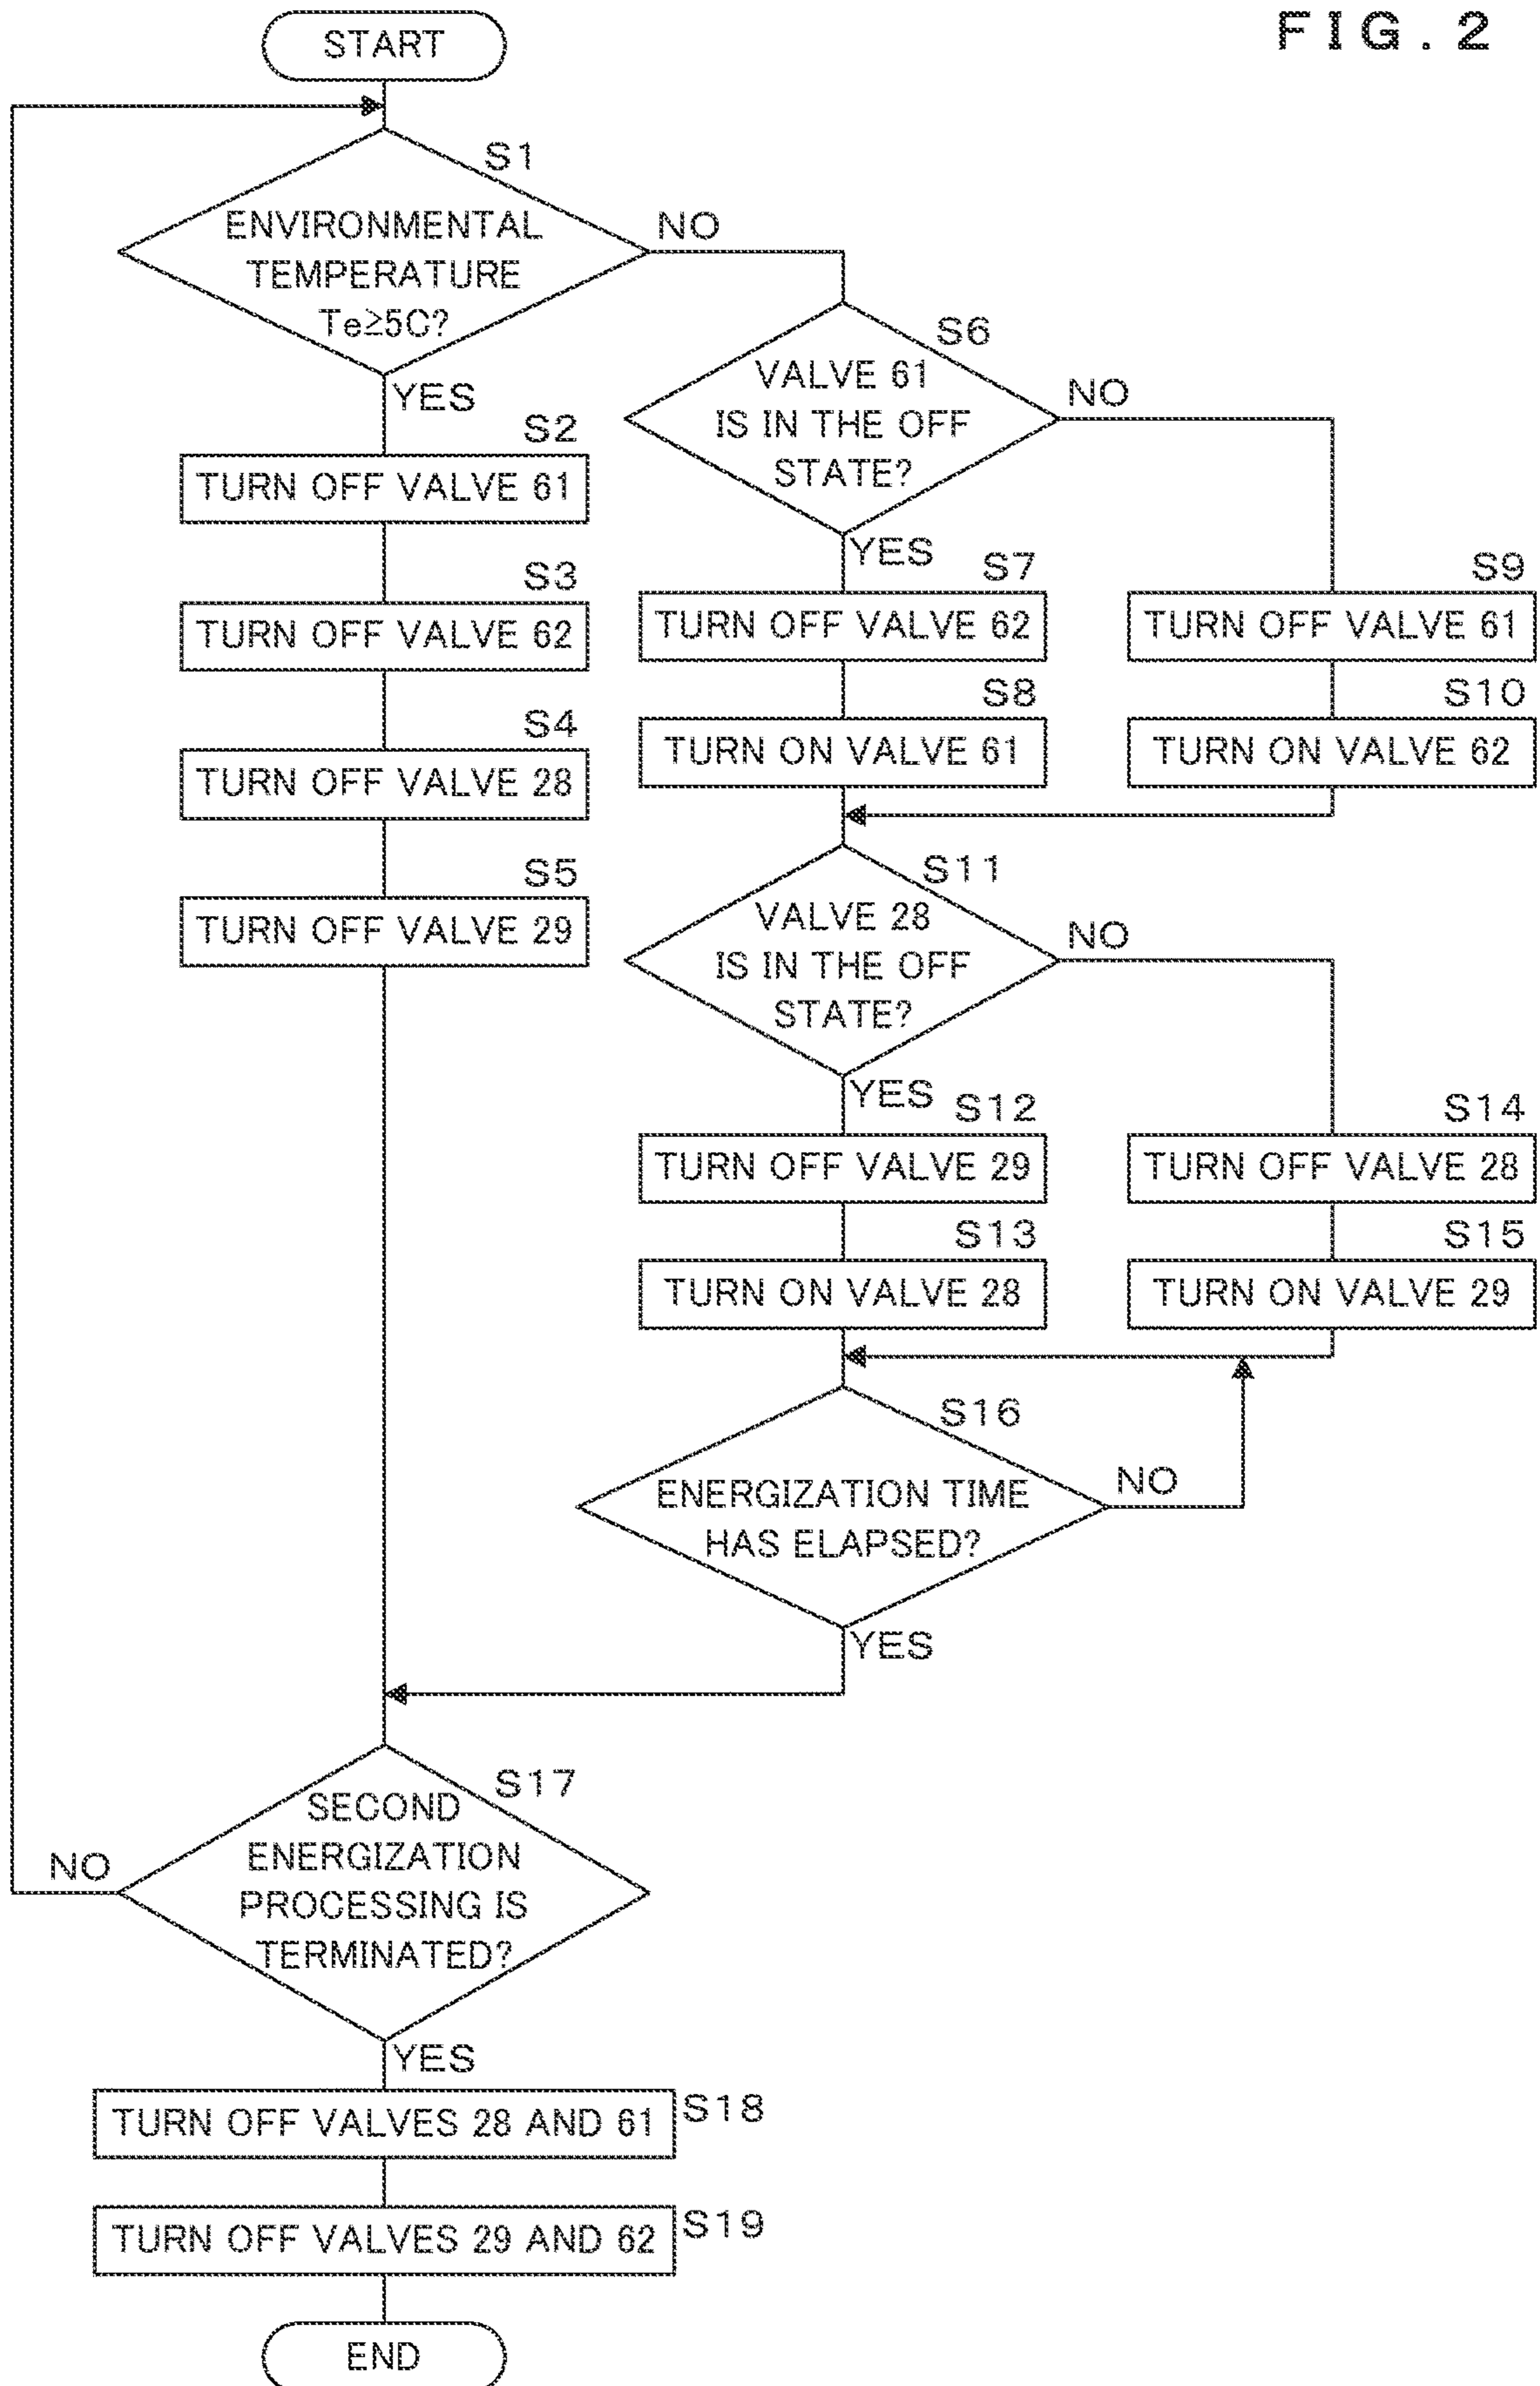 FIG. 2
START
S1
ENVIRONMENTAL
TEMPERATURE
Te≥5C?
NO
YES
S2
TURN OFF VALVE 61
S3
TURN OFF VALVE 62
S4
TURN OFF VALVE 28
S5
TURN OFF VALVE 29
S6
VALVE 61
IS IN THE OFF
STATE?
NO
YES
S7
TURN OFF VALVE 62
S8
TURN ON VALVE 61
S9
TURN OFF VALVE 61
S10
TURN ON VALVE 62
S11
VALVE 28
IS IN THE OFF
STATE?
NO
YES
S12
TURN OFF VALVE 29
S13
TURN ON VALVE 28
S14
TURN OFF VALVE 28
S15
TURN ON VALVE 29
S16
ENERGIZATION TIME
HAS ELAPSED?
NO
YES
S17
SECOND
ENERGIZATION
PROCESSING IS
TERMINATED?
NO
YES
TURN OFF VALVES 28 AND 61
S18
TURN OFF VALVES 29 AND 62
S19
END